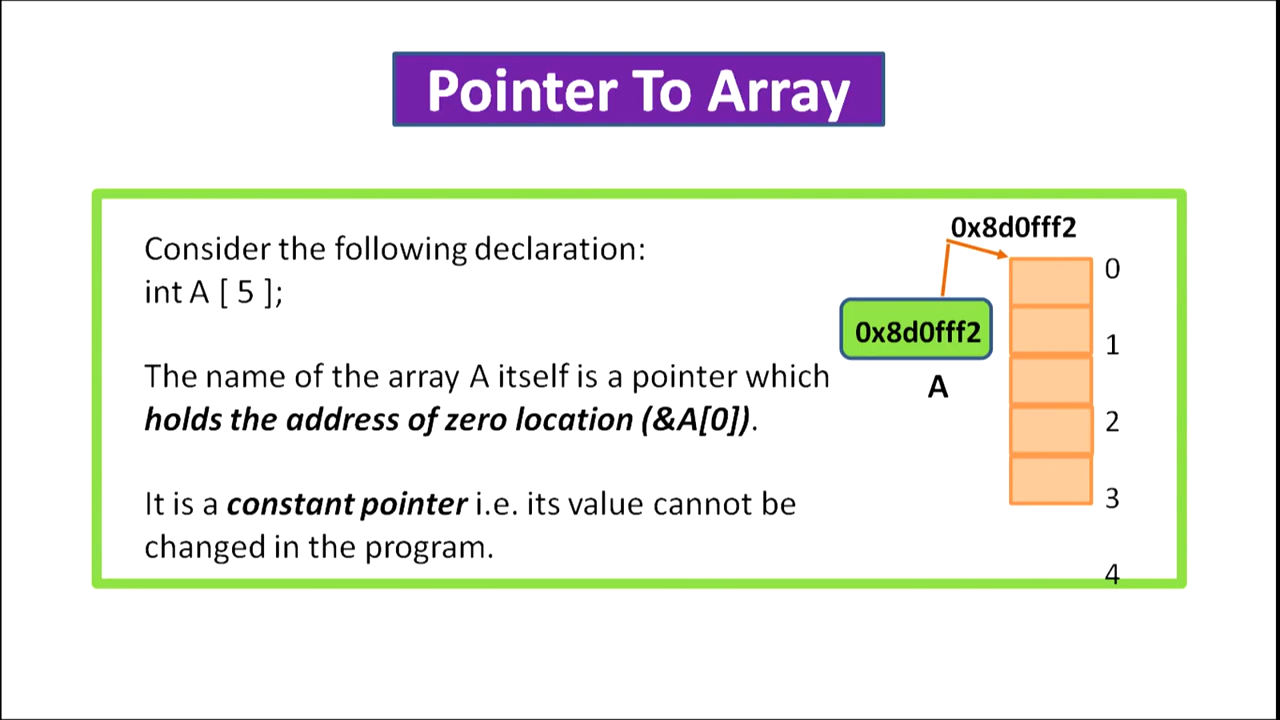 Pointer To Array
Consider the following declaration:
int A [ 5 ];
The name of the array A itself is a pointer which
holds the address of zero location (&A[0]).
It is a constant pointer i.e. its value cannot be
changed in the program.
0x8d0fff2
0x8d0fff2
A
0
1
2
3
4